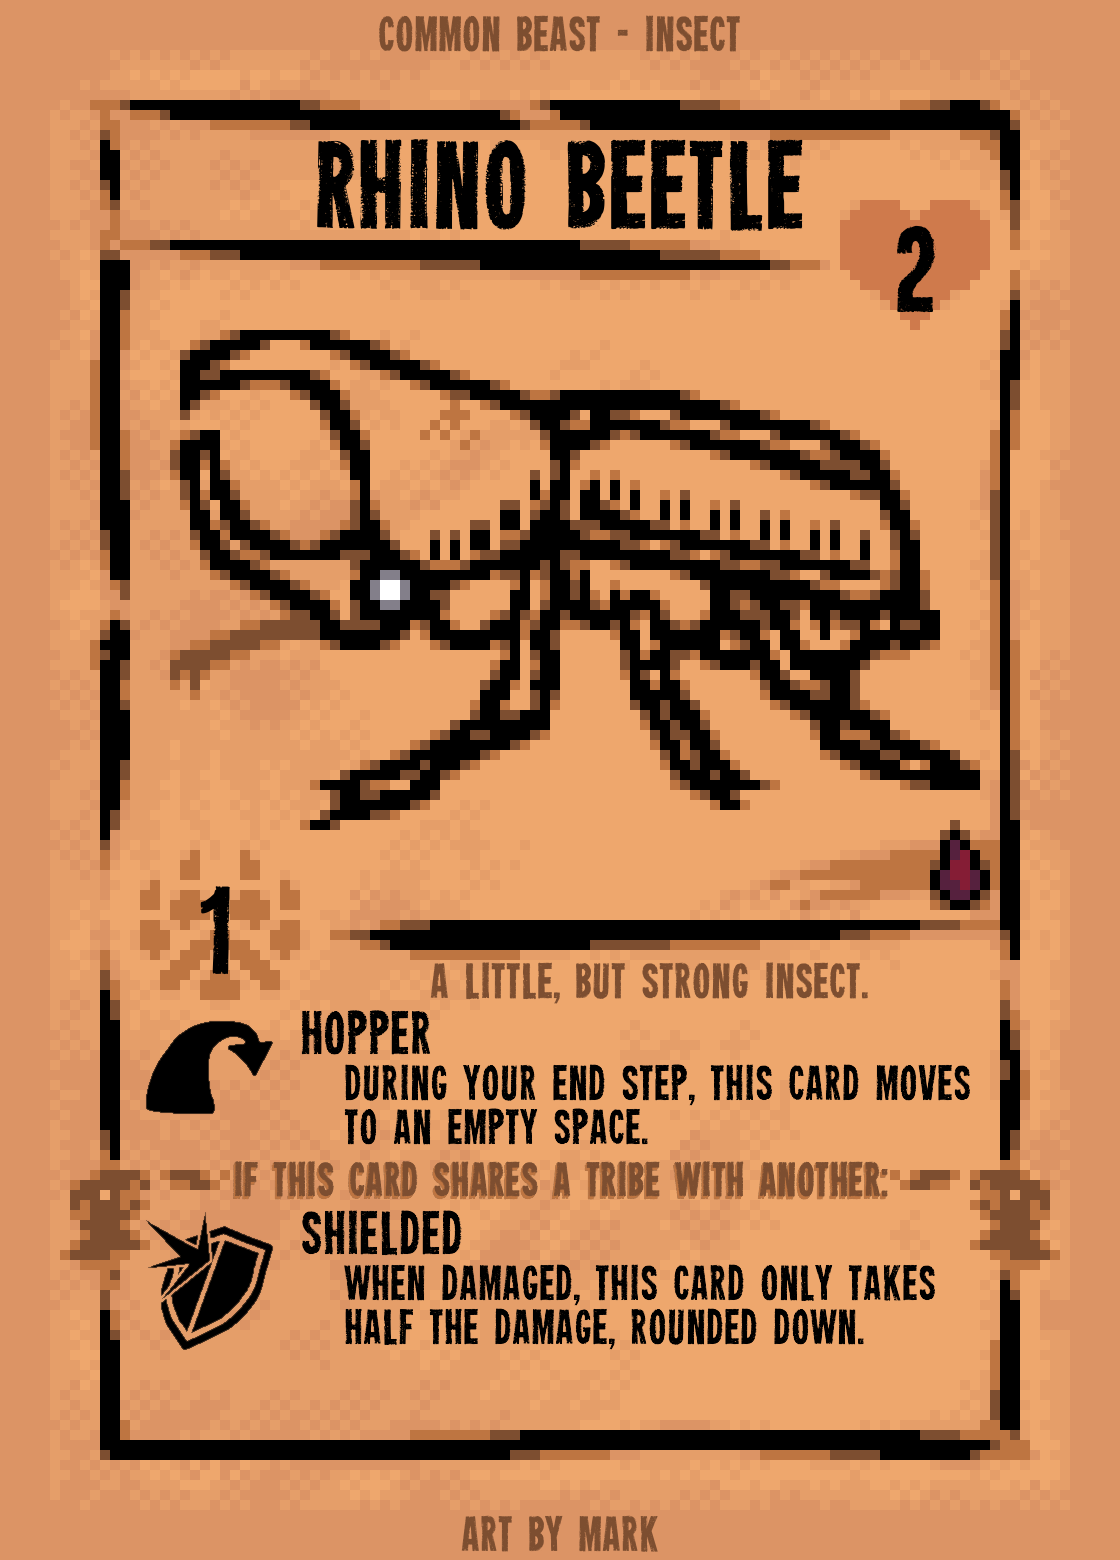 COMMON BEAST - INSECT
RHINO BEETLE
2
1
A LITTLE, BUT STRONG INSECT.
HOPPER
DURING YOUR END STEP, THIS CARD MOVES
TO AN EMPTY SPACE.
IF THIS CARD SHARES A TRIBE WITH ANOTHER:
SHIELDED
WHEN DAMAGED, THIS CARD ONLY TAKES
HALF THE DAMAGE, ROUNDED DOWN.
ART BY MARK